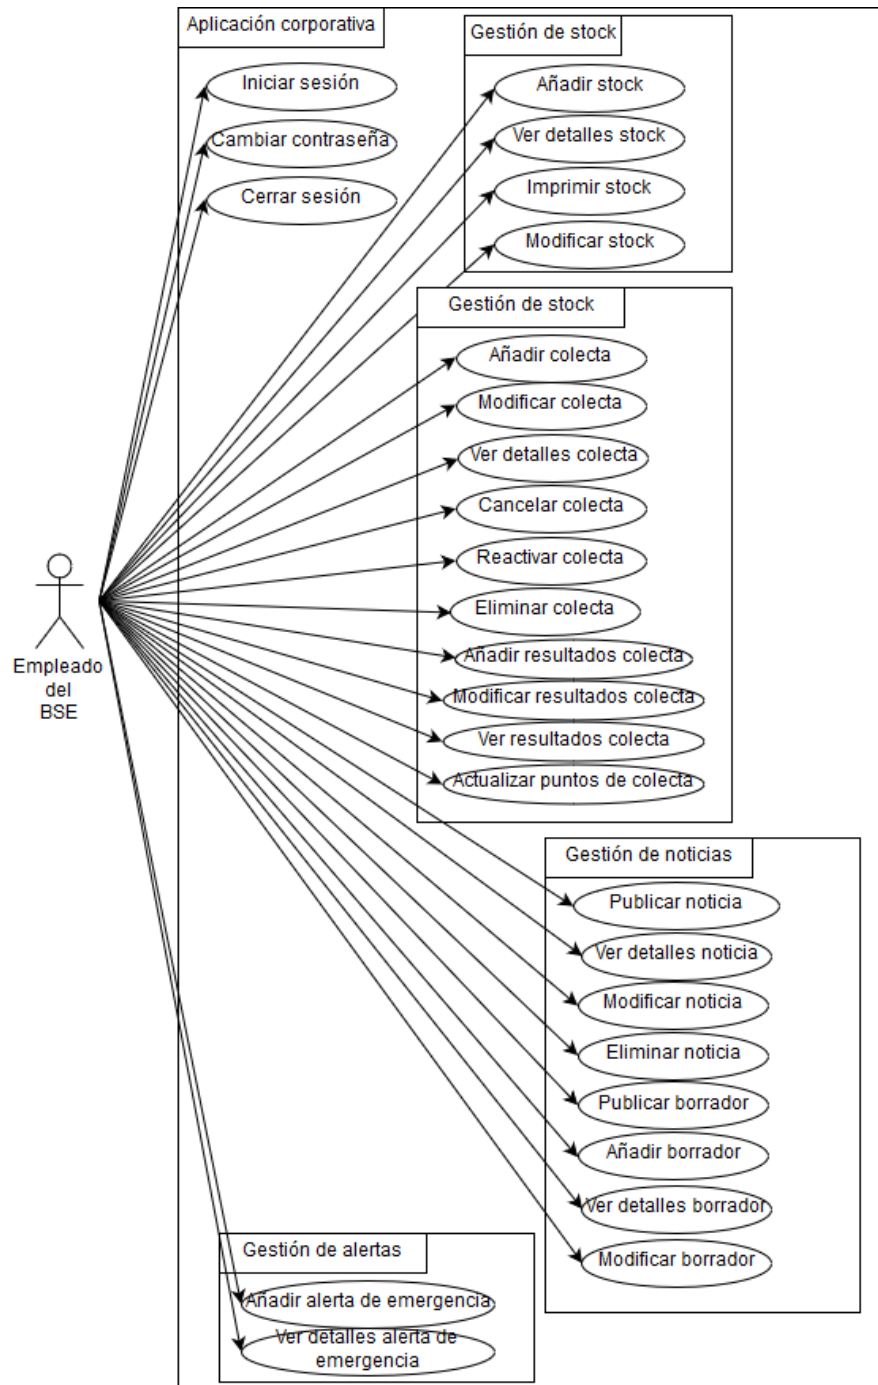 Aplicación corporativa
Iniciar sesión
Cambiar contraseña
Cerrar sesión
Gestión de stock
Añadir stock
Ver detalles stock
Imprimir stock
Modificar stock
Gestión de stock
Añadir colecta
Modificar colecta
Ver detalles colecta
Cancelar colecta
Reactivar colecta
Eliminar colecta
Añadir resultados colecta
Modificar resultados colecta
Ver resultados colecta
Actualizar puntos de colecta
Empleado
del
BSE
Gestión de noticias
Publicar noticia
Ver detalles noticia
Modificar noticia
Eliminar noticia
Publicar borrador
Añadir borrador
Ver detalles borrador
Modificar borrador
Gestión de alertas
Añadir alerta de emergencia
Ver detalles alerta de
emergencia